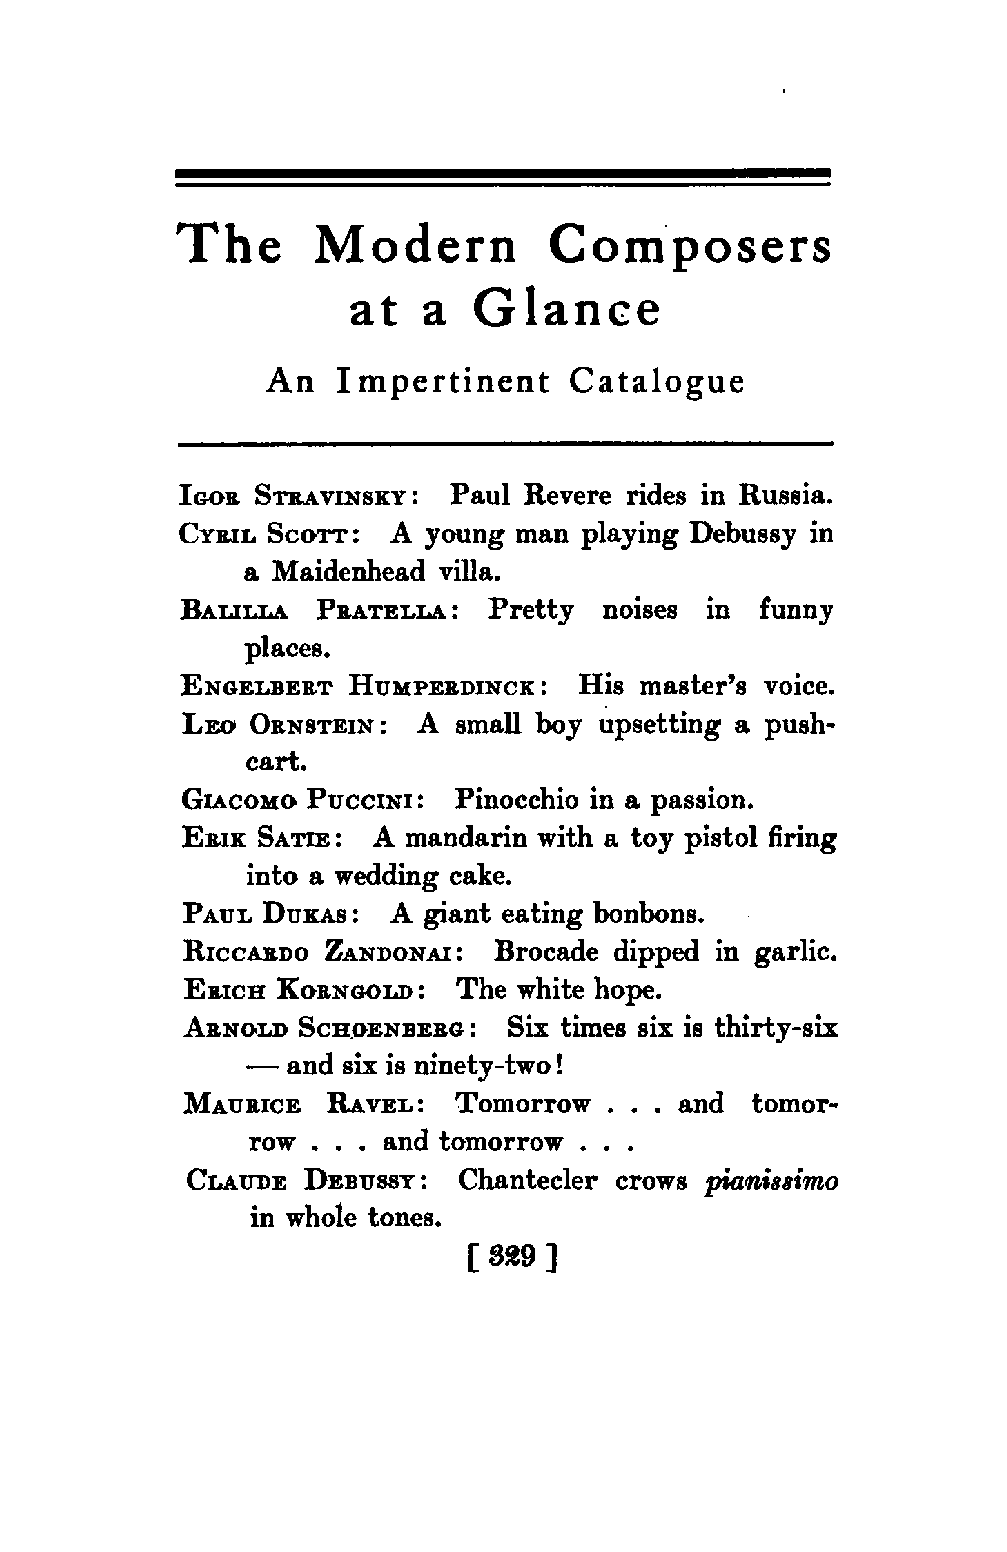 The Modern Composers
at a Glance
An Impertinent Catalogue
IGOR STRAVINSKY: Paul Revere rides in Russia.
CYRIL SCOTT: A young man playing Debussy in
a Maidenhead villa.
BALILLA PRATELLA: Pretty noises in funny
places.
ENGELBERT HUMPERDINCK: His master's voice.
LEO ORNSTEIN: A small boy upsetting a push-
cart.
GIACOMO PUCCINI: Pinocchio in a passion.
ERIK SATIE: A mandarin with a toy pistol firing
into a wedding cake.
PAUL DUKAS: A giant eating bonbons.
RICCARDO ZANDONAI: Brocade dipped in garlic.
ERICH KORNGOLD: The white hope.
ARNOLD SCHOENBERG: Six times six is thirty-six
— and six is ninety-two!
MAURICE RAVEL: Tomorrow . . . and tomor-
row . . . and tomorrow . . .
CLAUDE DEBUSSY: Chantecler crows pianissimo
in whole tones.
[ 329 ]